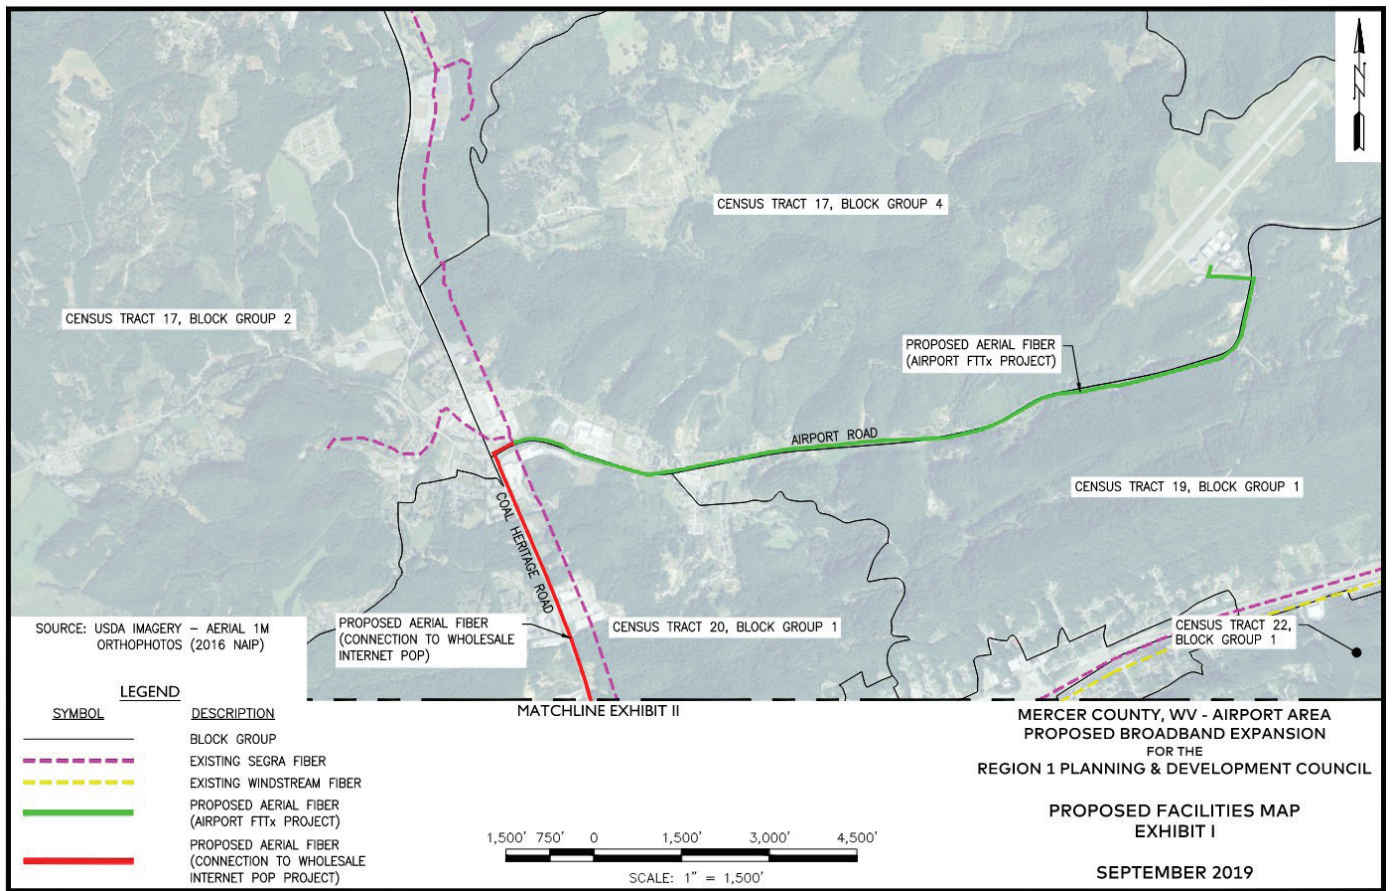 N
CENSUS TRACT 17, BLOCK GROUP 4
CENSUS TRACT 17, BLOCK GROUP 2
PROPOSED AERIAL FIBER
(AIRPORT FTTx PROJECT)
AIRPORT ROAD
CENSUS TRACT 19, BLOCK GROUP 1
COAL HERITAGE ROAD
PROPOSED AERIAL FIBER
(CONNECTION TO WHOLESALE
INTERNET POP)
CENSUS TRACT 20, BLOCK GROUP 1
CENSUS TRACT 22,
BLOCK GROUP 1
SOURCE: USDA IMAGERY – AERIAL 1M
ORTHOPHOTOS (2016 NAIP)
MATCHLINE EXHIBIT II
LEGEND
SYMBOL DESCRIPTION
BLOCK GROUP
EXISTING SEGRA FIBER
EXISTING WINDSTREAM FIBER
PROPOSED AERIAL FIBER
(AIRPORT FTTx PROJECT)
PROPOSED AERIAL FIBER
(CONNECTION TO WHOLESALE
INTERNET POP PROJECT)
1,500' 750' 0 1,500' 3,000' 4,500'
SCALE: 1" = 1,500'
MERCER COUNTY, WV - AIRPORT AREA
PROPOSED BROADBAND EXPANSION
FOR THE
REGION 1 PLANNING & DEVELOPMENT COUNCIL
PROPOSED FACILITIES MAP
EXHIBIT I
SEPTEMBER 2019